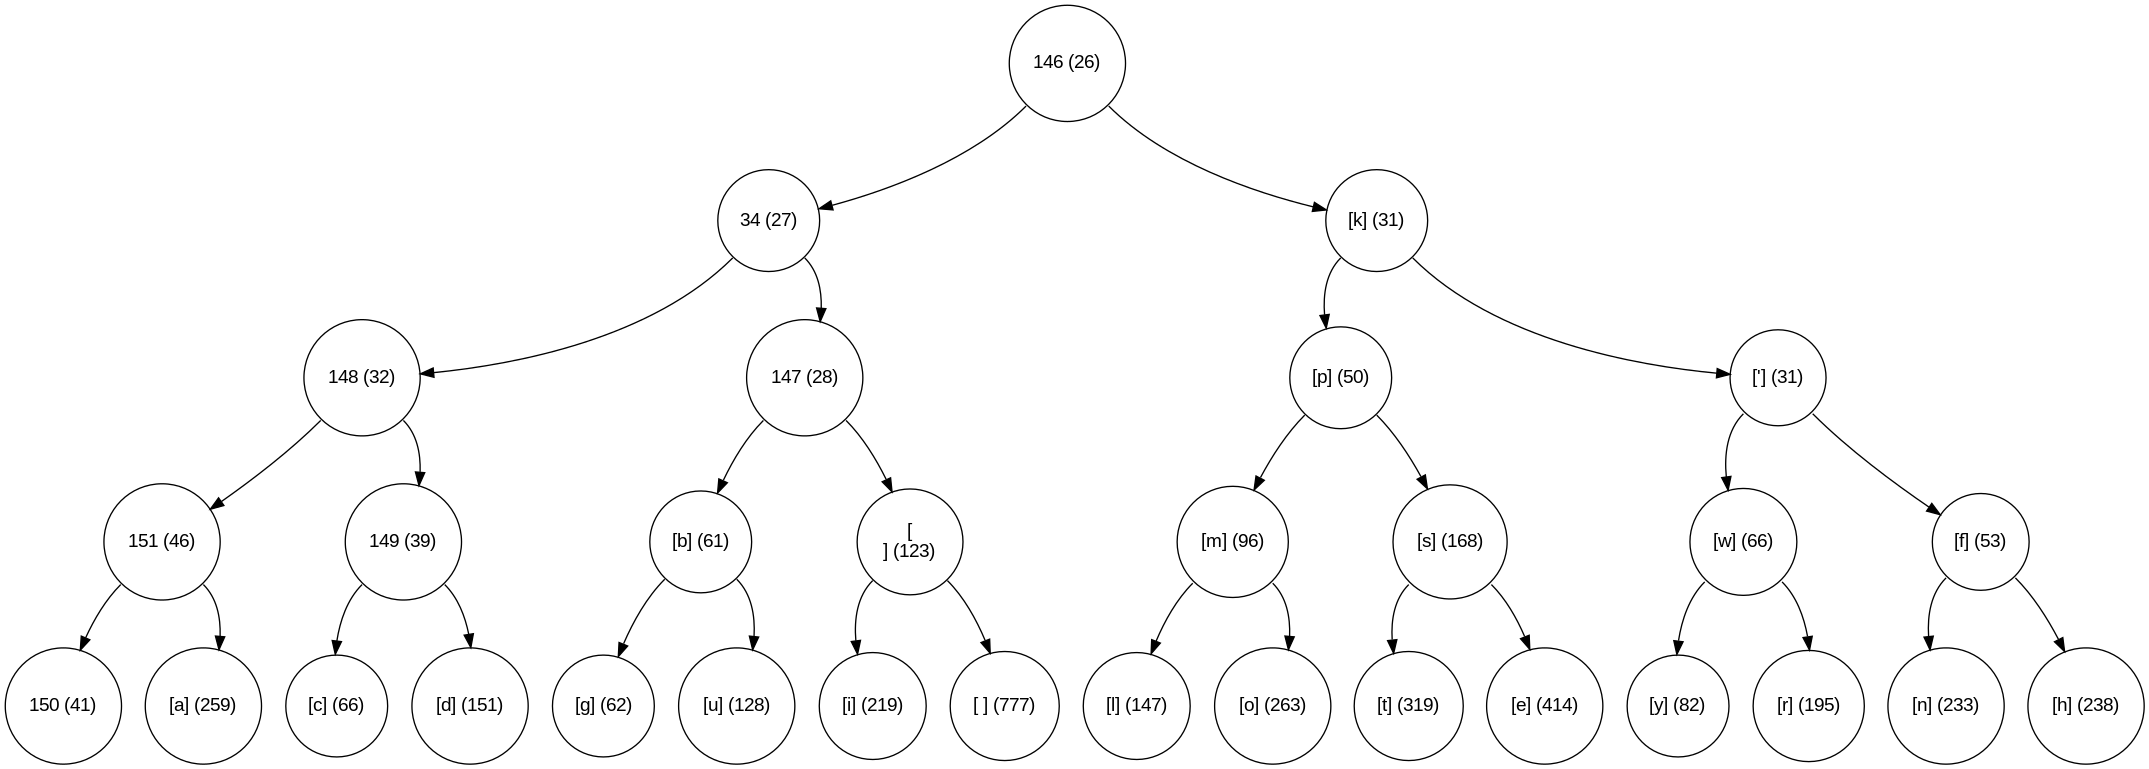 146 (26)
34 (27)
[k] (31)
148 (32)
147 (28)
[p] (50)
['] (31)
151 (46)
149 (39)
[b] (61)
[
] (123)
[m] (96)
[s] (168)
[w] (66)
[f] (53)
150 (41)
[a] (259)
[c] (66)
[d] (151)
[g] (62)
[u] (128)
[i] (219)
[ ] (777)
[l] (147)
[o] (263)
[t] (319)
[e] (414)
[y] (82)
[r] (195)
[n] (233)
[h] (238)